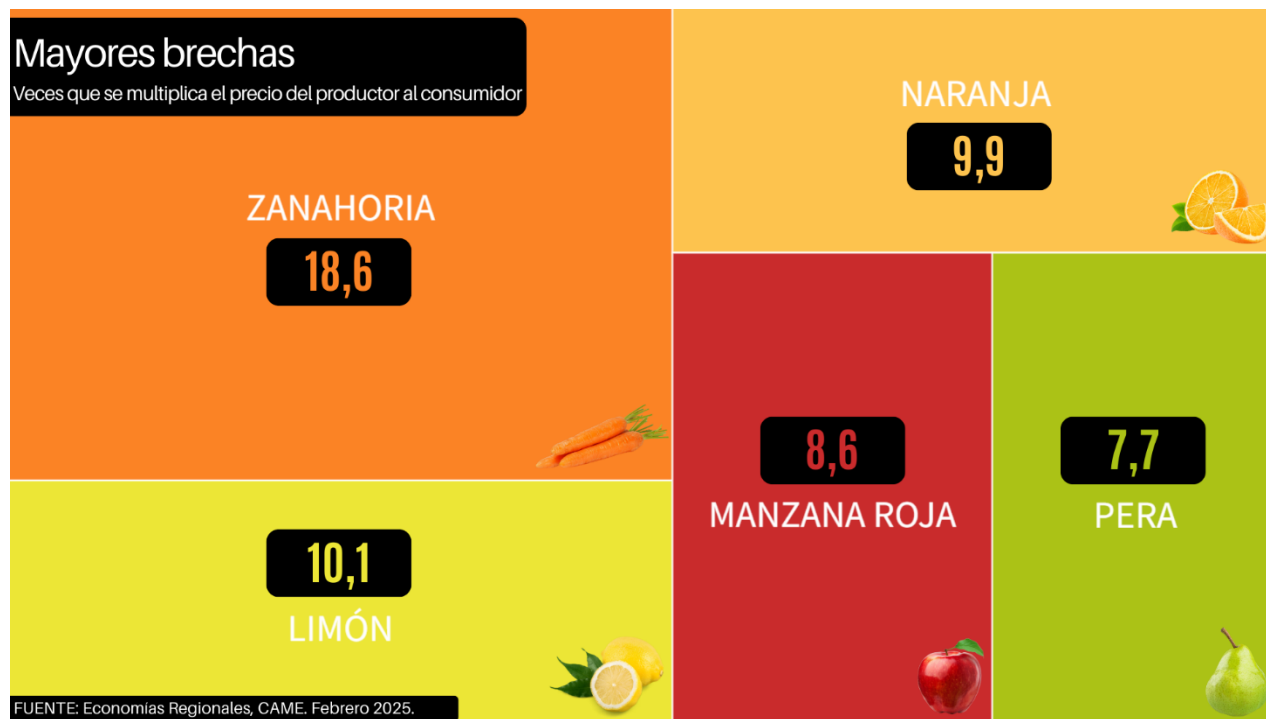 Mayores brechas
Veces que se multiplica el precio del productor al consumidor
ZANAHORIA
18,6
10,1
LIMÓN
NARANJA
9,9
8,6
MANZANA ROJA
7,7
PERA
FUENTE: Economías Regionales, CAME. Febrero 2025.